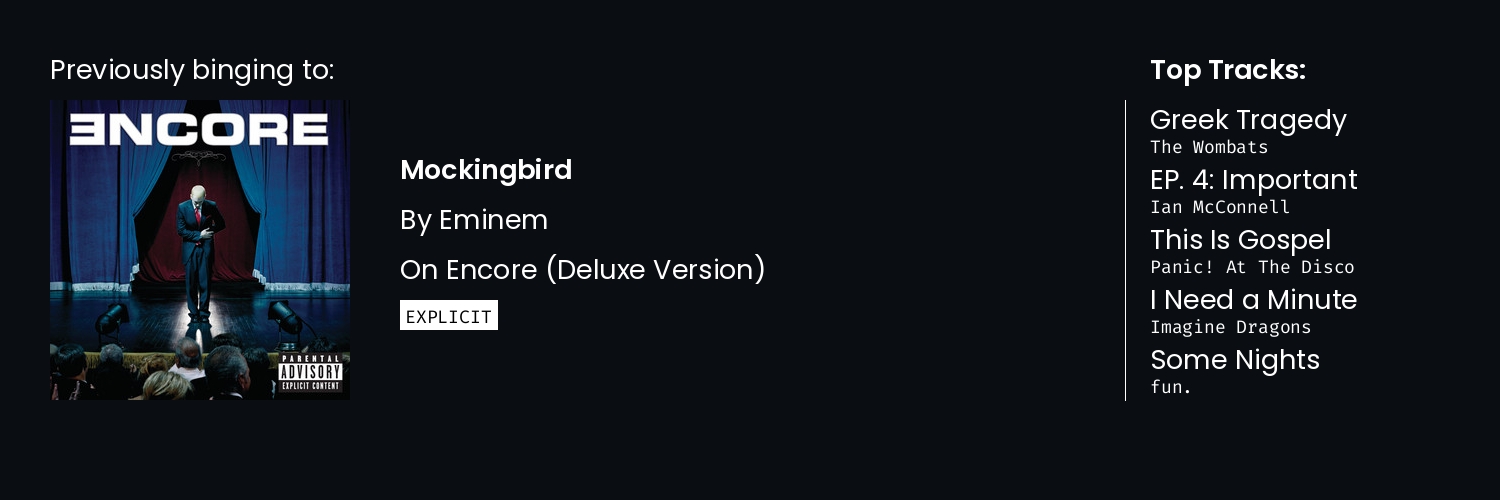 Previously binging to:
ƎNCORE
PARENTAL
ADVISORY
EXPLICIT CONTENT
Mockingbird
By Eminem
On Encore (Deluxe Version)
EXPLICIT
Top Tracks:
Greek Tragedy
The Wombats
EP. 4: Important
Ian McConnell
This Is Gospel
Panic! At The Disco
I Need a Minute
Imagine Dragons
Some Nights
fun.